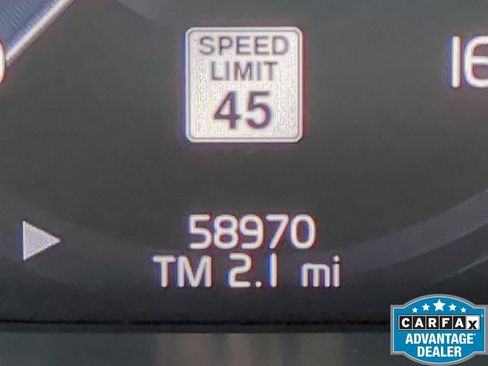 SPEED
LIMIT
45
58970
TM 2.1 mi
CARFAX
ADVANTAGE
DEALER